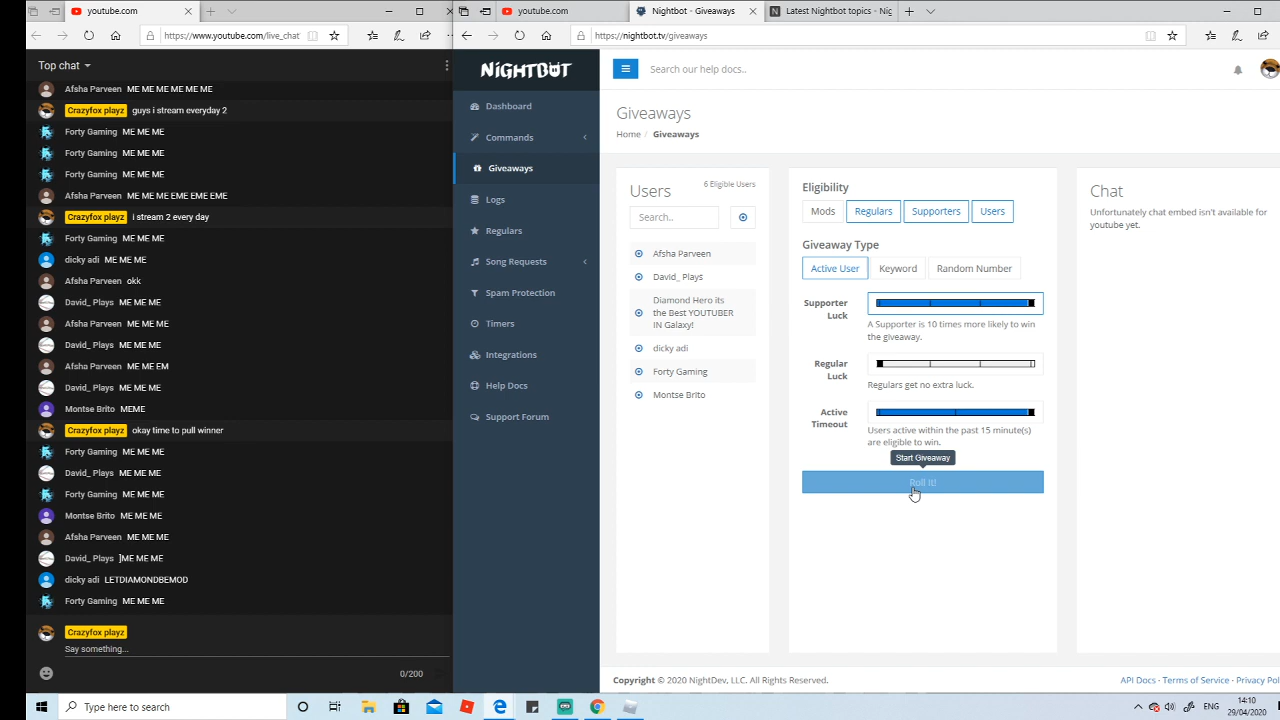 youtube.com
youtube.com
Nightbot - Giveaways
Latest Nightbot topics - Nig
https://www.youtube.com/live_chat
https://nightbot.tv/giveaways
Top chat
Afsha Parveen ME ME ME ME ME ME
Crazyfox playz guys i stream everyday 2
Forty Gaming ME ME ME
Forty Gaming ME ME ME
Forty Gaming ME ME ME
Afsha Parveen ME ME ME EME EME EME
Crazyfox playz i stream 2 every day
Forty Gaming ME ME ME
dicky adi ME ME ME
Afsha Parveen okk
David_ Plays ME ME ME
Afsha Parveen ME ME ME
David_ Plays ME ME ME
Afsha Parveen ME ME EM
David_ Plays ME ME ME
Montse Brito MEME
Crazyfox playz okay time to pull winner
Forty Gaming ME ME ME
David_ Plays ME ME ME
Forty Gaming ME ME ME
Montse Brito ME ME ME
Afsha Parveen ME ME ME
David_ Plays ]ME ME ME
dicky adi LETDIAMONDBEMOD
Forty Gaming ME ME ME
Crazyfox playz
Say something...
0/200
NIGHTBOT
Dashboard
Commands
Giveaways
Logs
Regulars
Song Requests
Spam Protection
Timers
Integrations
Help Docs
Support Forum
Search our help docs..
Giveaways
Home / Giveaways
Users
6 Eligible Users
Search..
Afsha Parveen
David_ Plays
Diamond Hero its
the Best YOUTUBER
IN Galaxy!
dicky adi
Forty Gaming
Montse Brito
Eligibility
Mods Regulars Supporters Users
Giveaway Type
Active User Keyword Random Number
Supporter
Luck
A Supporter is 10 times more likely to win
the giveaway.
Regular
Luck
Regulars get no extra luck.
Active
Timeout
Users active within the past 15 minute(s)
are eligible to win.
Start Giveaway
Roll It!
Chat
Unfortunately chat embed isn't available for
youtube yet.
Copyright © 2020 NightDev, LLC. All Rights Reserved.
API Docs - Terms of Service - Privacy Pol
Type here to search
ENG
14:10
29/04/2020